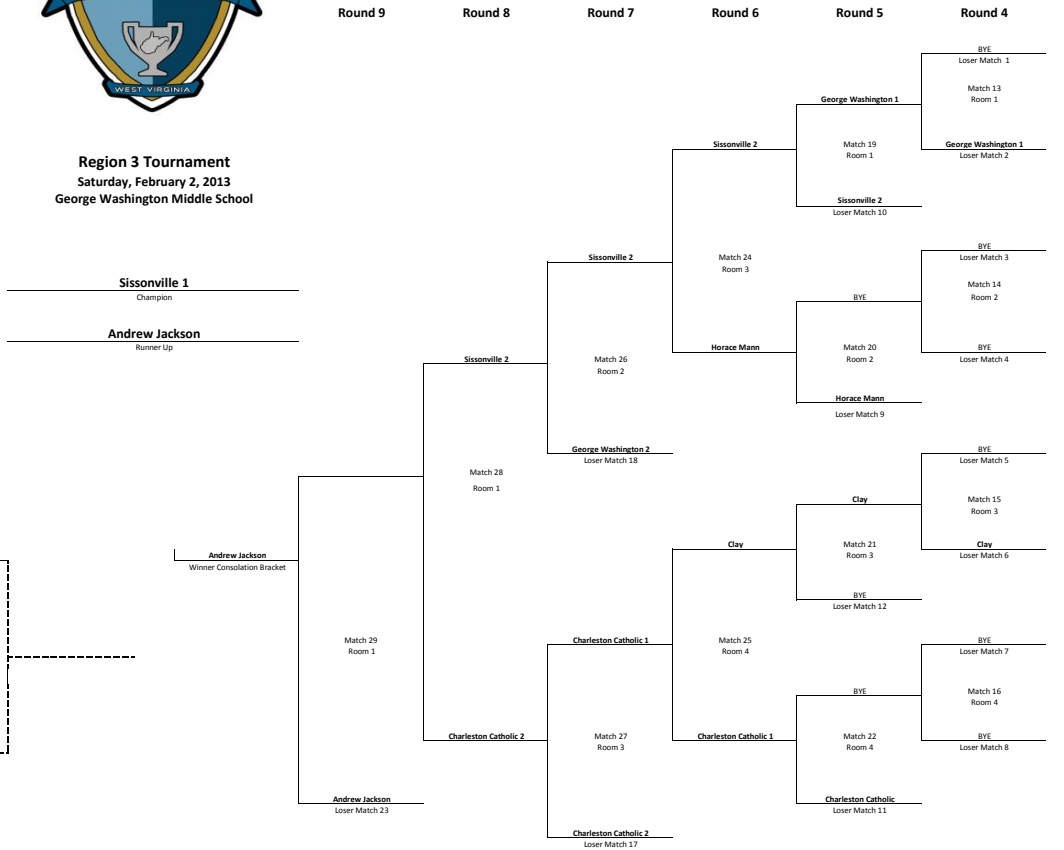 Round 9 Round 8 Round 7 Round 6 Round 5 Round 4
WEST VIRGINIA
Region 3 Tournament
Saturday, February 2, 2013
George Washington Middle School
Sissonville 1
Champion
Andrew Jackson
Runner Up
Andrew Jackson
Winner Consolation Bracket
Match 29
Room 1
Andrew Jackson
Loser Match 23
Sissonville 2
Match 28
Room 1
Charleston Catholic 2
Sissonville 2
Match 26
Room 2
George Washington 2
Loser Match 18
Charleston Catholic 1
Match 27
Room 3
Charleston Catholic 2
Loser Match 17
Sissonville 2
Match 24
Room 3
Horace Mann
Clay
Match 25
Room 4
Charleston Catholic 1
George Washington 1
Match 19
Room 1
Sissonville 2
Loser Match 10
BYE
Match 20
Room 2
Horace Mann
Loser Match 9
Clay
Match 21
Room 3
BYE
Loser Match 12
BYE
Match 22
Room 4
Charleston Catholic
Loser Match 11
BYE
Loser Match 1
Match 13
Room 1
George Washington 1
Loser Match 2
BYE
Loser Match 3
Match 14
Room 2
BYE
Loser Match 4
BYE
Loser Match 5
Match 15
Room 3
Clay
Loser Match 6
BYE
Loser Match 7
Match 16
Room 4
BYE
Loser Match 8